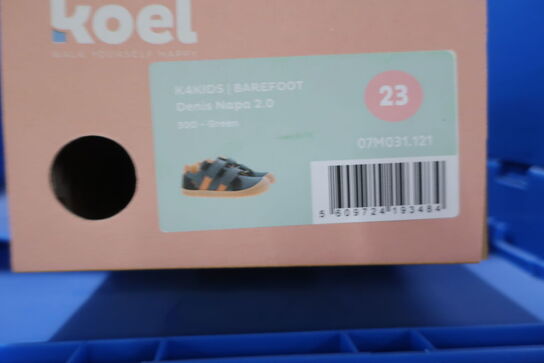 koel
WALK YOURSELF HAPPY
K4KIDS | BAREFOOT
Denis Napa 2.0
300 - Green
23
07M031.121
5 609724 193484